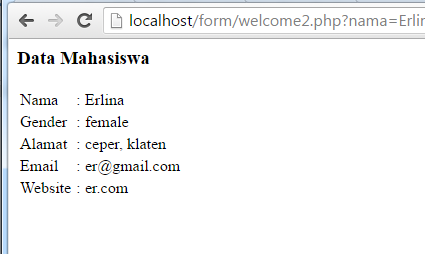 localhost/form/welcome2.php?nama=Erlin
Data Mahasiswa
Nama : Erlina
Gender : female
Alamat : ceper, klaten
Email : er@gmail.com
Website : er.com